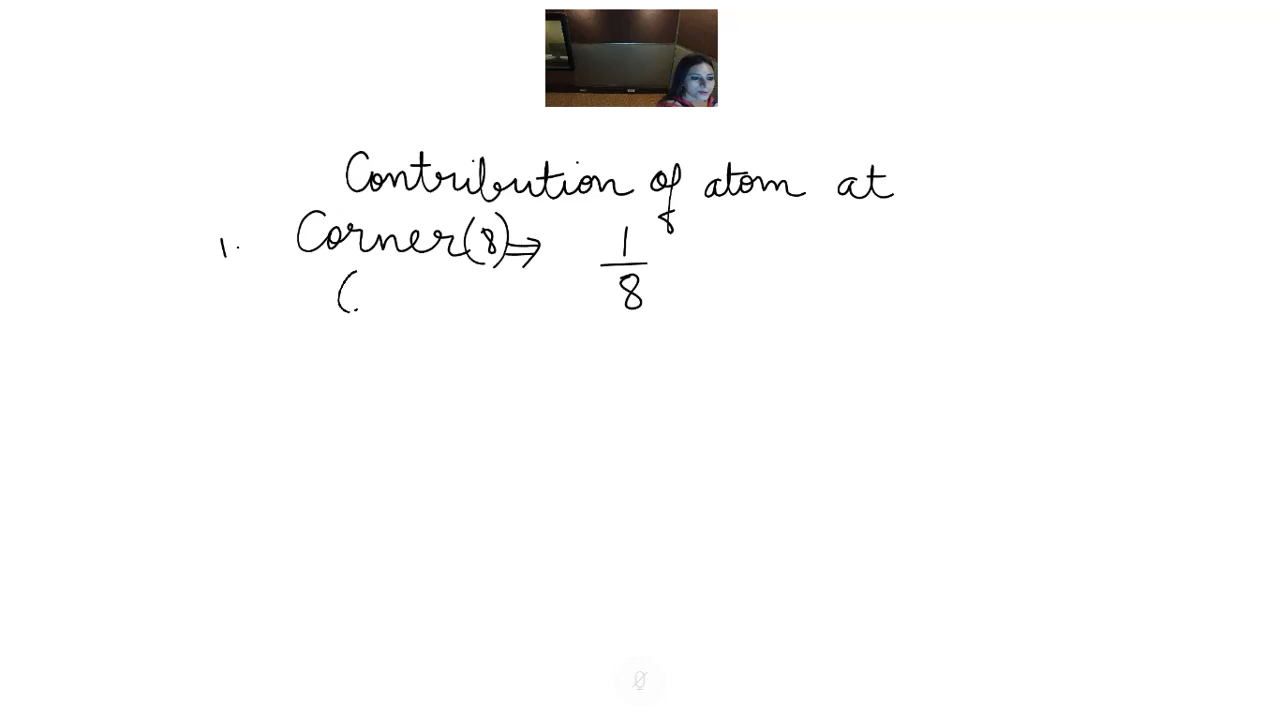 Contribution of atom at
1. Corner(8) ⇒ 1/8
(